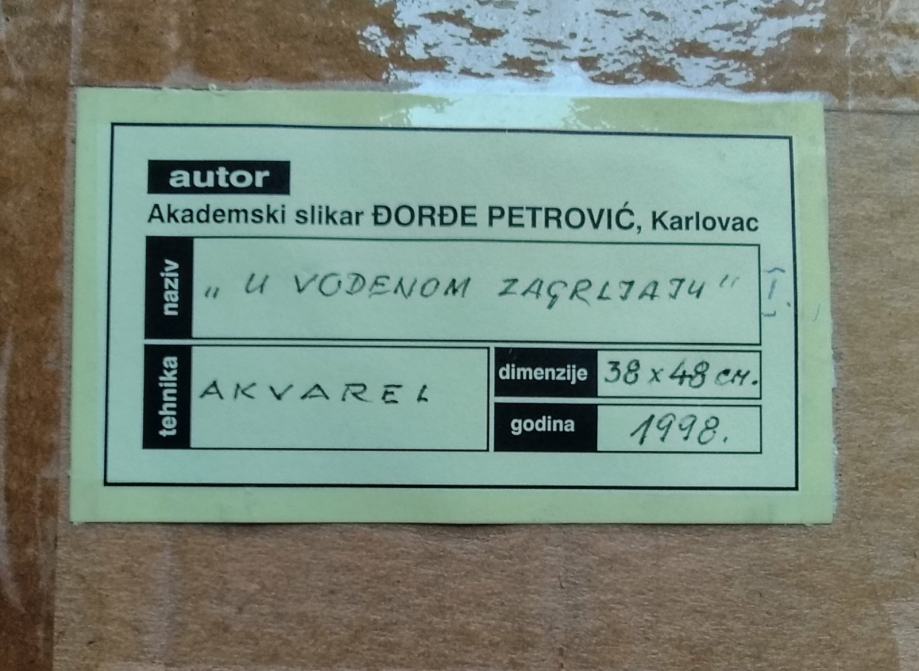 autor
Akademski slikar ĐORĐE PETROVIĆ, Karlovac
naziv
„ U VODENOM ZAGRLJAJU “ {I}.
tehnika
AKVAREL
dimenzije 38 x 48 cm.
godina 1998.